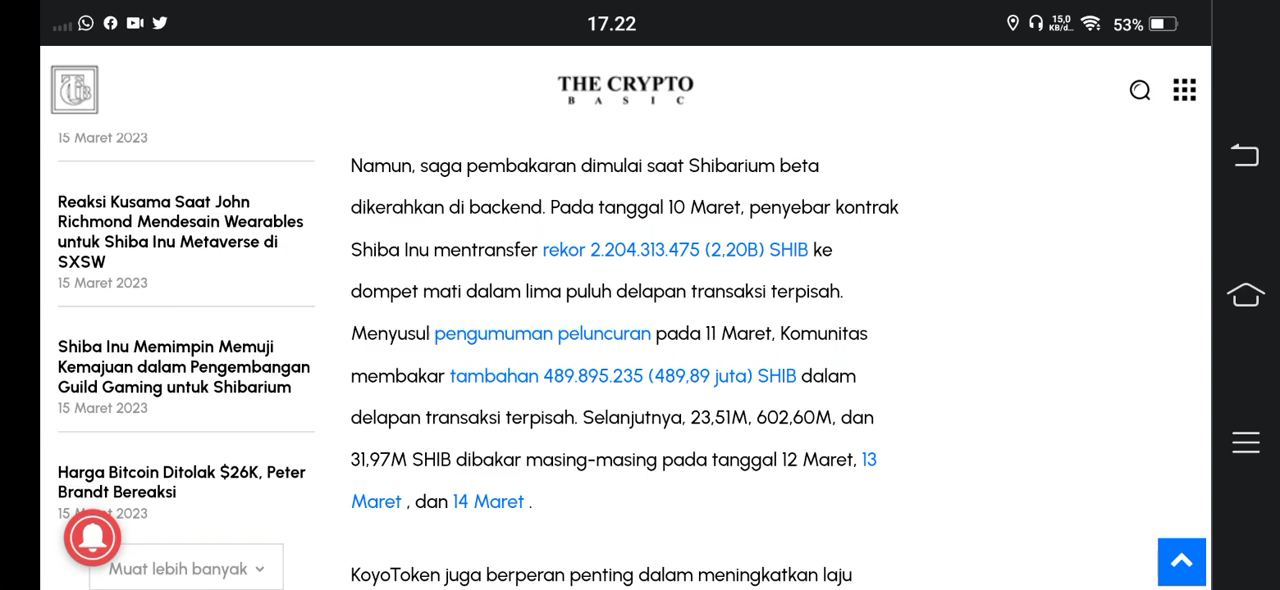 17.22
15,0
KB/d...
53%
THE CRYPTO
BASIC
15 Maret 2023
Reaksi Kusama Saat John
Richmond Mendesain Wearables
untuk Shiba Inu Metaverse di
SXSW
15 Maret 2023
Shiba Inu Memimpin Memuji
Kemajuan dalam Pengembangan
Guild Gaming untuk Shibarium
15 Maret 2023
Harga Bitcoin Ditolak $26K, Peter
Brandt Bereaksi
15 t 2023
Muat lebih banyak
Namun, saga pembakaran dimulai saat Shibarium beta
dikerahkan di backend. Pada tanggal 10 Maret, penyebar kontrak
Shiba Inu mentransfer rekor 2.204.313.475 (2,20B) SHIB ke
dompet mati dalam lima puluh delapan transaksi terpisah.
Menyusul pengumuman peluncuran pada 11 Maret, Komunitas
membakar tambahan 489.895.235 (489,89 juta) SHIB dalam
delapan transaksi terpisah. Selanjutnya, 23,51M, 602,60M, dan
31,97M SHIB dibakar masing-masing pada tanggal 12 Maret, 13
Maret , dan 14 Maret .
KoyoToken juga berperan penting dalam meningkatkan laju